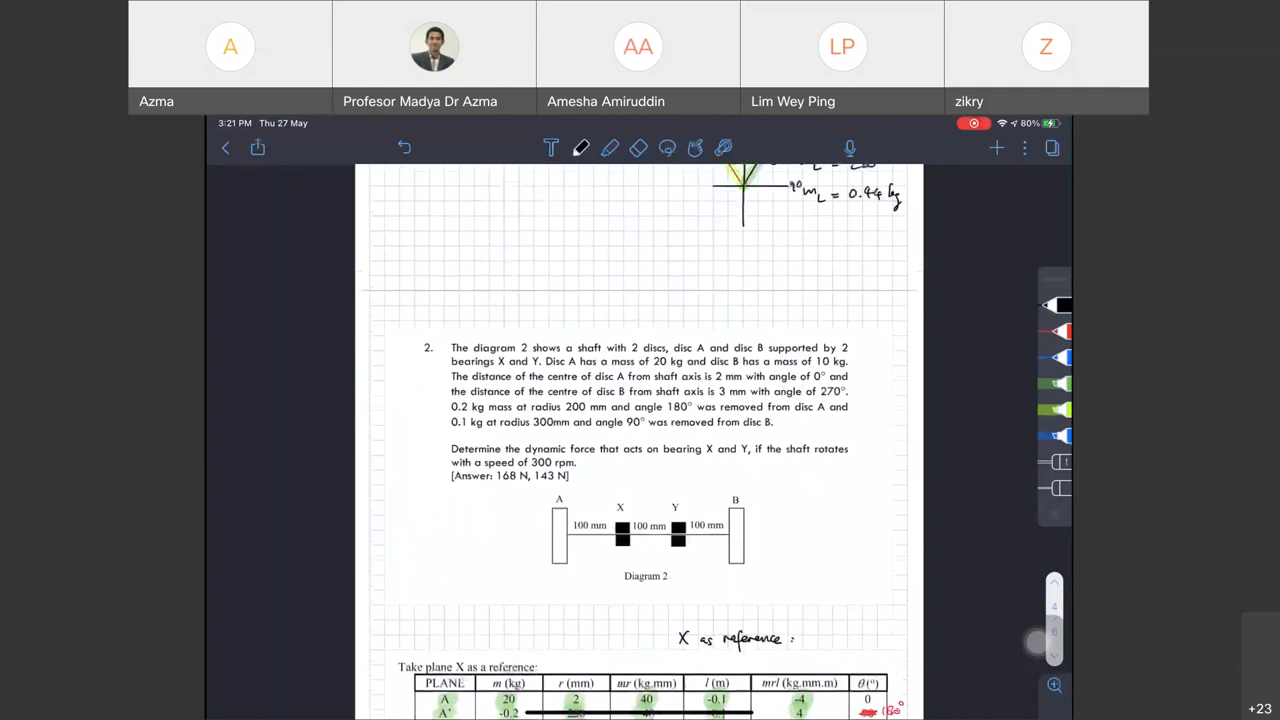 A
AA
LP
Z
Azma
Profesor Madya Dr Azma
Amesha Amiruddin
Lim Wey Ping
zikry
3:21 PM Thu 27 May
80%
90
mL = 0.44 kg
2. The diagram 2 shows a shaft with 2 discs, disc A and disc B supported by 2
bearings X and Y. Disc A has a mass of 20 kg and disc B has a mass of 10 kg.
The distance of the centre of disc A from shaft axis is 2 mm with angle of 0° and
the distance of the centre of disc B from shaft axis is 3 mm with angle of 270°.
0.2 kg mass at radius 200 mm and angle 180° was removed from disc A and
0.1 kg at radius 300mm and angle 90° was removed from disc B.
Determine the dynamic force that acts on bearing X and Y, if the shaft rotates
with a speed of 300 rpm.
[Answer: 168 N, 143 N]
A X Y B
100 mm 100 mm 100 mm
Diagram 2
X as reference :
Take plane X as a reference:
PLANE m (kg) r (mm) mr (kg.mm) l (m) mrl (kg.mm.m) θ (°)
A 20 2 40 -0.1 -4 0
A' -0.2 4 180°
4
6
+23